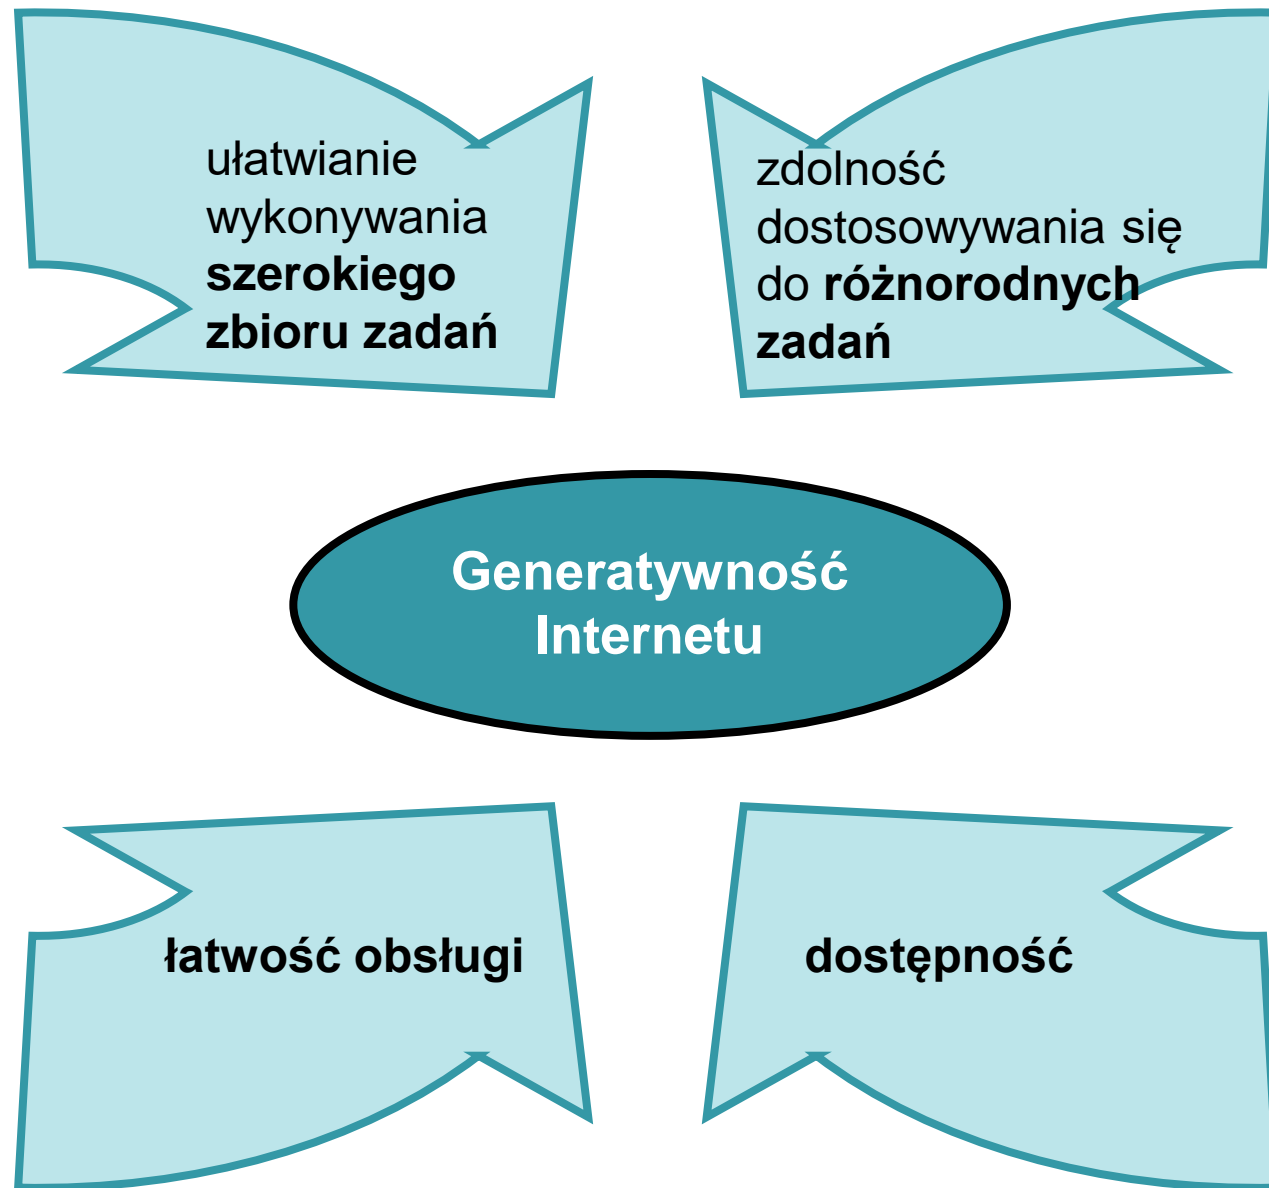 ułatwianie
wykonywania
szerokiego
zbioru zadań
zdolność
dostosowywania się
do różnorodnych
zadań
Generatywność
Internetu
łatwość obsługi
dostępność